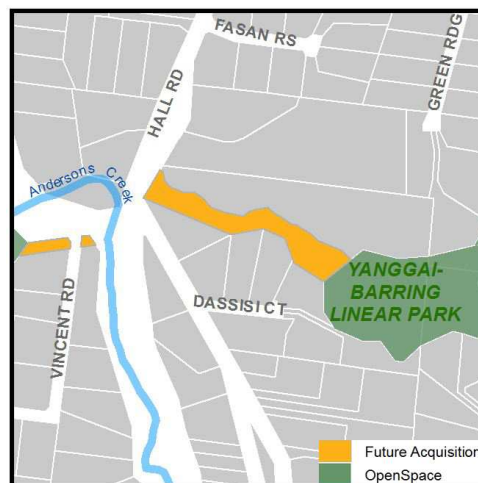 FASAN RS
HALL RD
GREEN RDG
Andersons Creek
YANGGAI-
BARRING
LINEAR PARK
DASSISI CT
VINCENT RD
Future Acquisition
OpenSpace